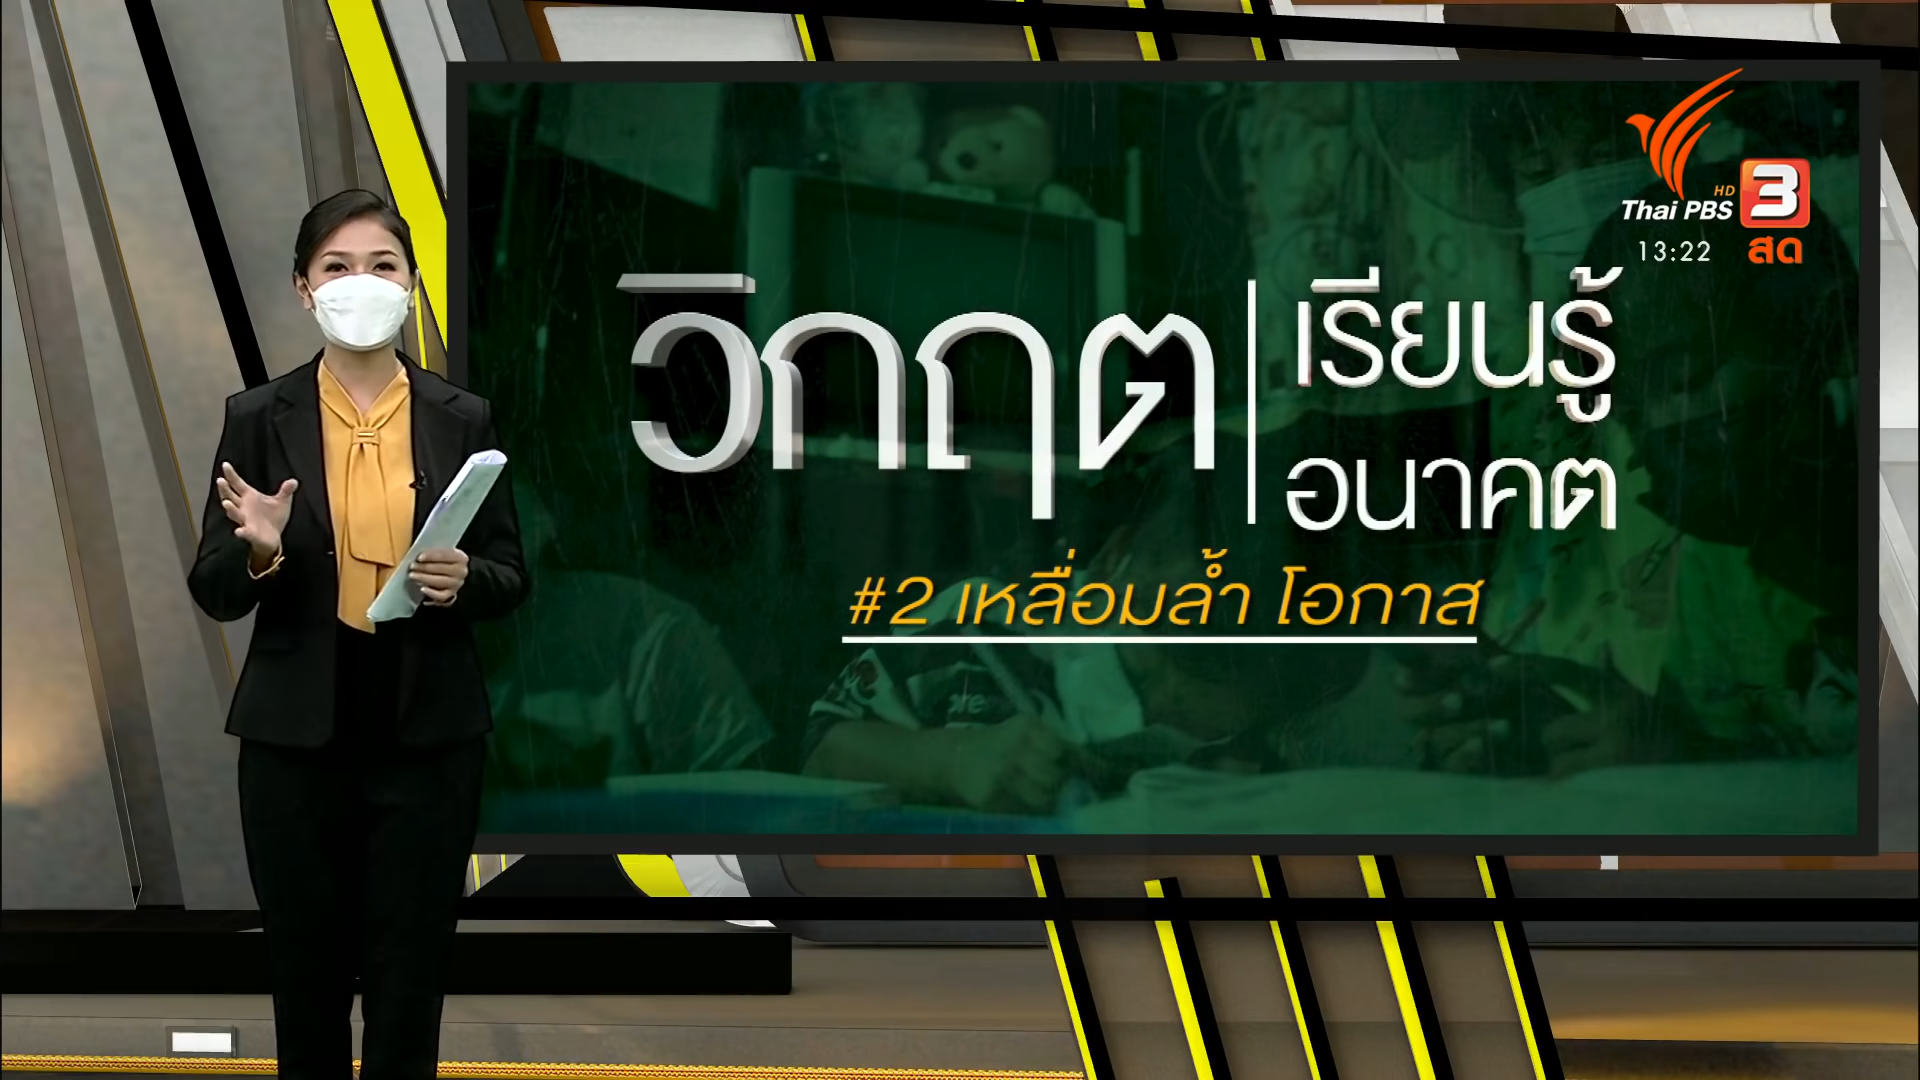 Thai PBS HD 3
13:22 สด
วิกฤต
เรียนรู้
อนาคต
#2 เหลื่อมล้ำ โอกาส